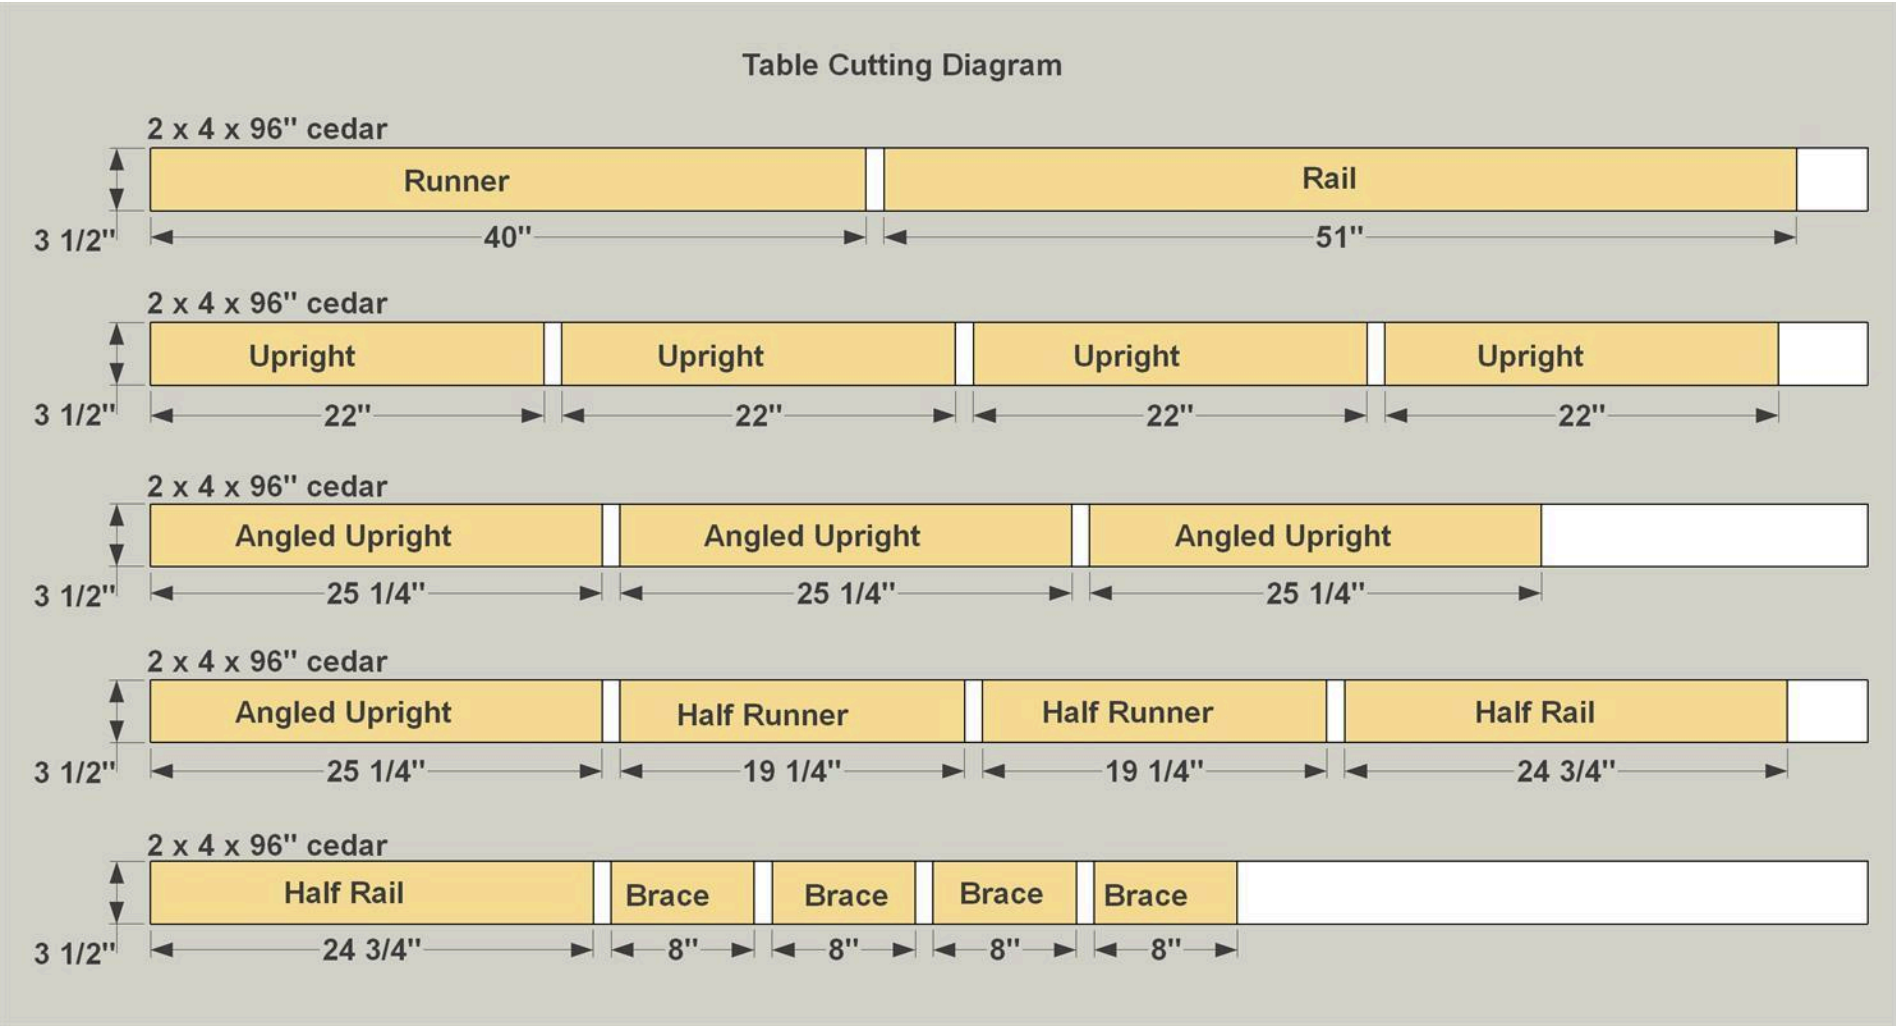 Table Cutting Diagram
2 x 4 x 96" cedar
Runner Rail
3 1/2" 40" 51"
2 x 4 x 96" cedar
Upright Upright Upright Upright
3 1/2" 22" 22" 22" 22"
2 x 4 x 96" cedar
Angled Upright Angled Upright Angled Upright
3 1/2" 25 1/4" 25 1/4" 25 1/4"
2 x 4 x 96" cedar
Angled Upright Half Runner Half Runner Half Rail
3 1/2" 25 1/4" 19 1/4" 19 1/4" 24 3/4"
2 x 4 x 96" cedar
Half Rail Brace Brace Brace Brace
3 1/2" 24 3/4" 8" 8" 8" 8"